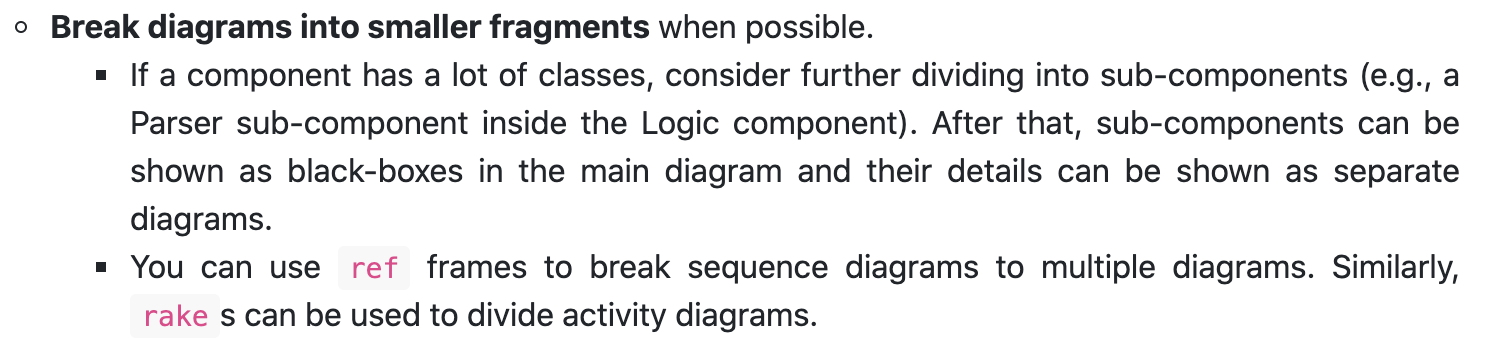 Break diagrams into smaller fragments when possible.
If a component has a lot of classes, consider further dividing into sub-components (e.g., a
Parser sub-component inside the Logic component). After that, sub-components can be
shown as black-boxes in the main diagram and their details can be shown as separate
diagrams.
You can use ref frames to break sequence diagrams to multiple diagrams. Similarly,
rake s can be used to divide activity diagrams.